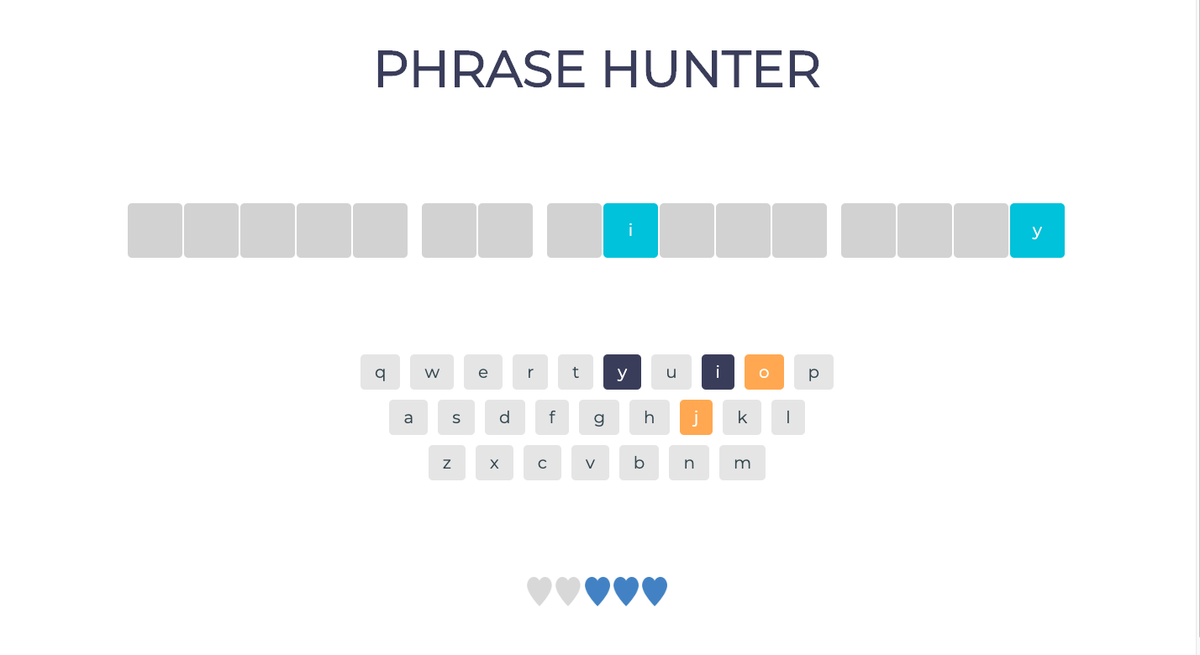 PHRASE HUNTER
i y
q w e r t y u i o p
a s d f g h j k l
z x c v b n m